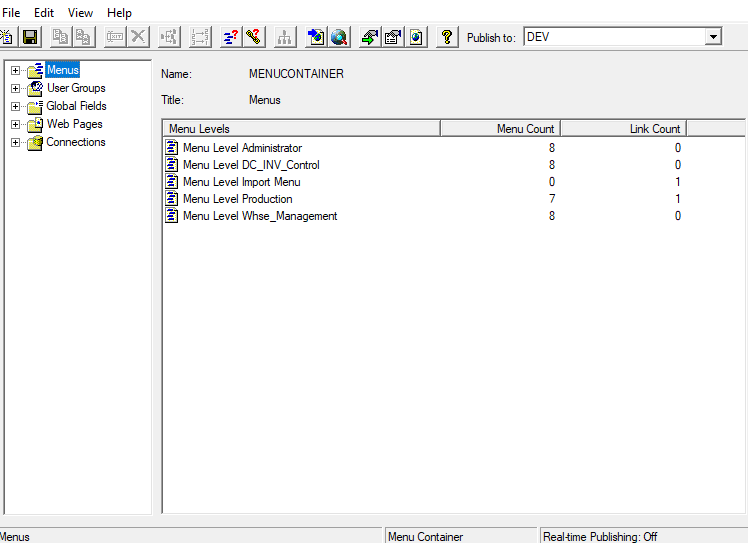 File Edit View Help
Publish to: DEV
Menus
User Groups
Global Fields
Web Pages
Connections
Name: MENUCONTAINER
Title: Menus
Menu Levels Menu Count Link Count
Menu Level Administrator 8 0
Menu Level DC_INV_Control 8 0
Menu Level Import Menu 0 1
Menu Level Production 7 1
Menu Level Whse_Management 8 0
Menus Menu Container Real-time Publishing: Off